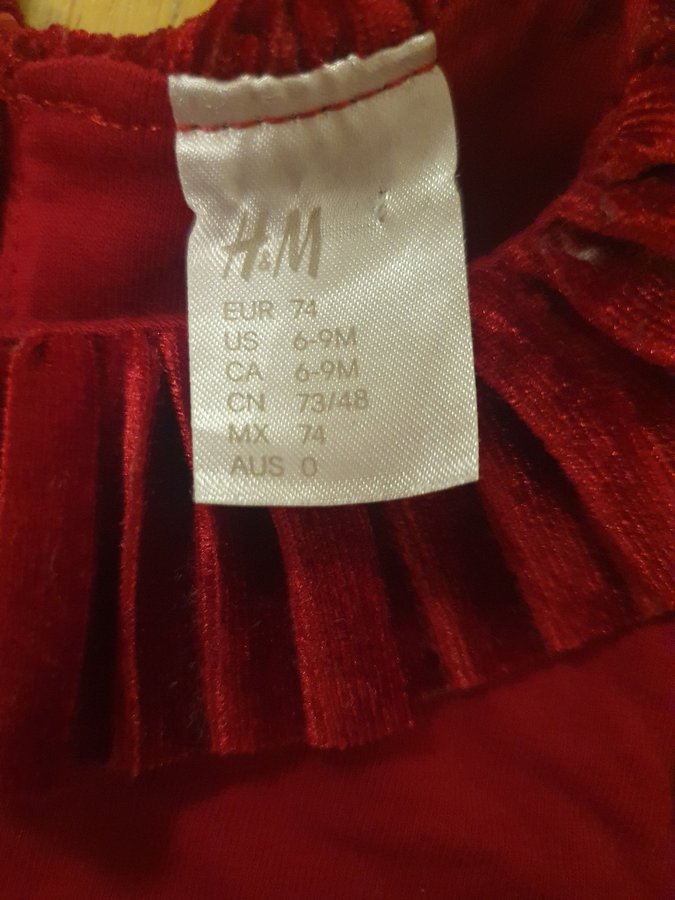 H&M
EUR 74
US 6-9M
CA 6-9M
CN 73/48
MX 74
AUS 0